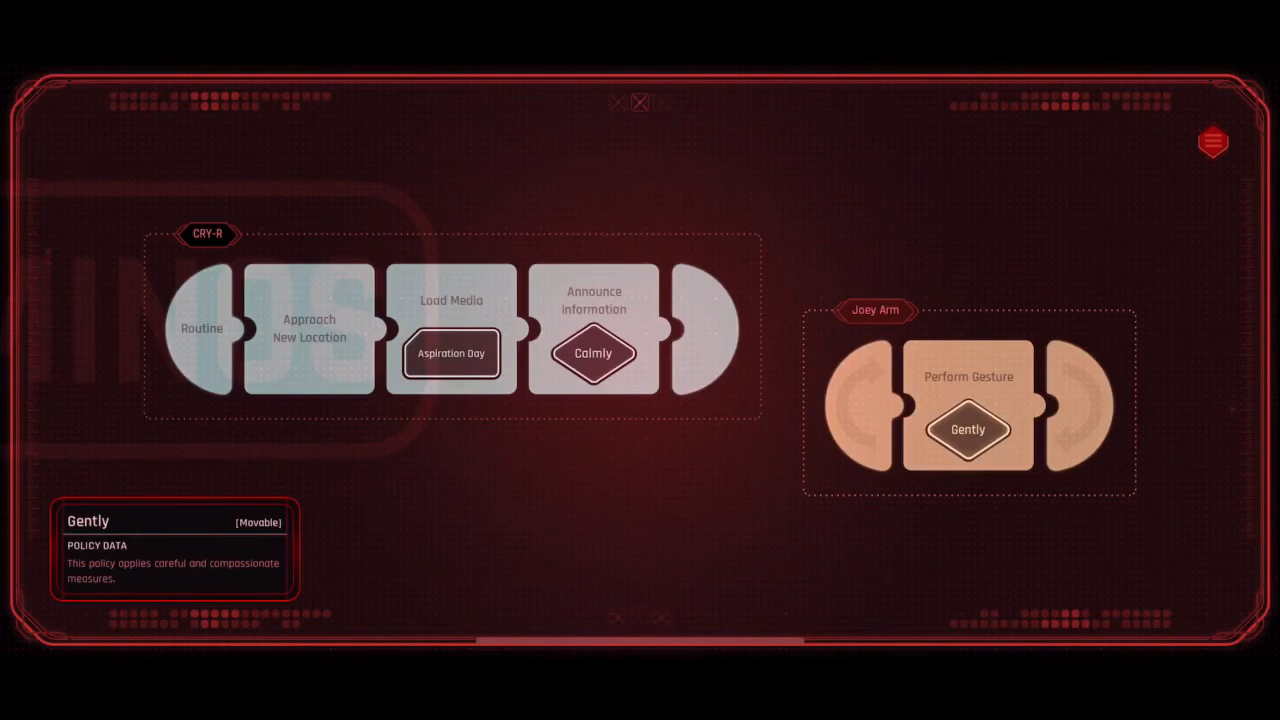 CRY-R
Routine
Approach
New Location
Load Media
Aspiration Day
Announce
Information
Calmly
Joey Arm
Perform Gesture
Gently
Gently
[Movable]
POLICY DATA
This policy applies careful and compassionate
measures.